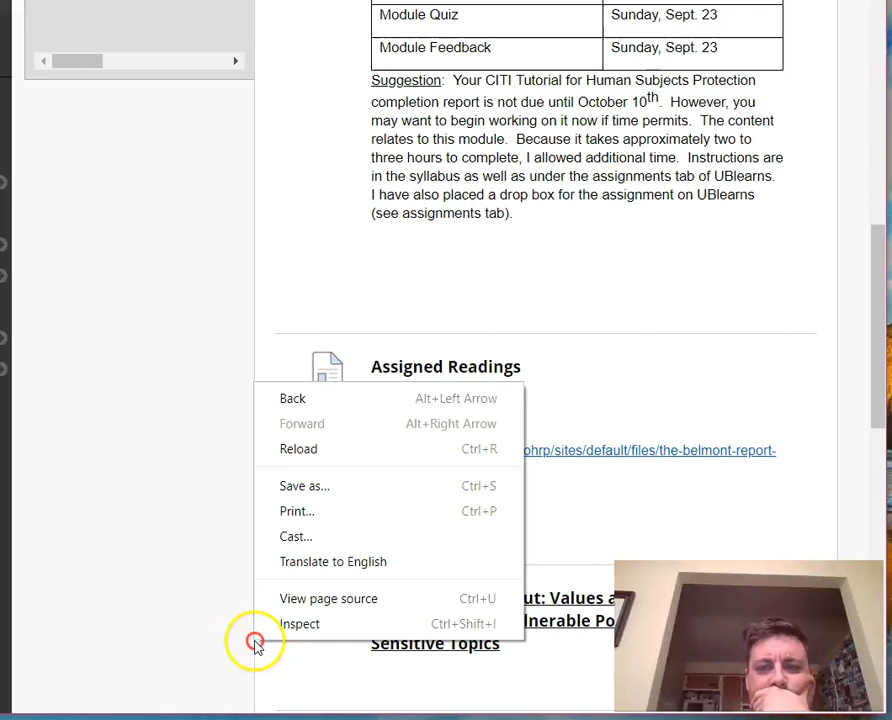 Module Quiz Sunday, Sept. 23
Module Feedback Sunday, Sept. 23
Suggestion: Your CITI Tutorial for Human Subjects Protection
completion report is not due until October 10th. However, you
may want to begin working on it now if time permits. The content
relates to this module. Because it takes approximately two to
three hours to complete, I allowed additional time. Instructions are
in the syllabus as well as under the assignments tab of UBlearns.
I have also placed a drop box for the assignment on UBlearns
(see assignments tab).
Assigned Readings
Back Alt+Left Arrow
Forward Alt+Right Arrow
Reload Ctrl+R
ohrp/sites/default/files/the-belmont-report-
Save as... Ctrl+S
Print... Ctrl+P
Cast...
Translate to English
View page source Ctrl+U
ut: Values a
Inspect Ctrl+Shift+I
lnerable Po
Sensitive Topics